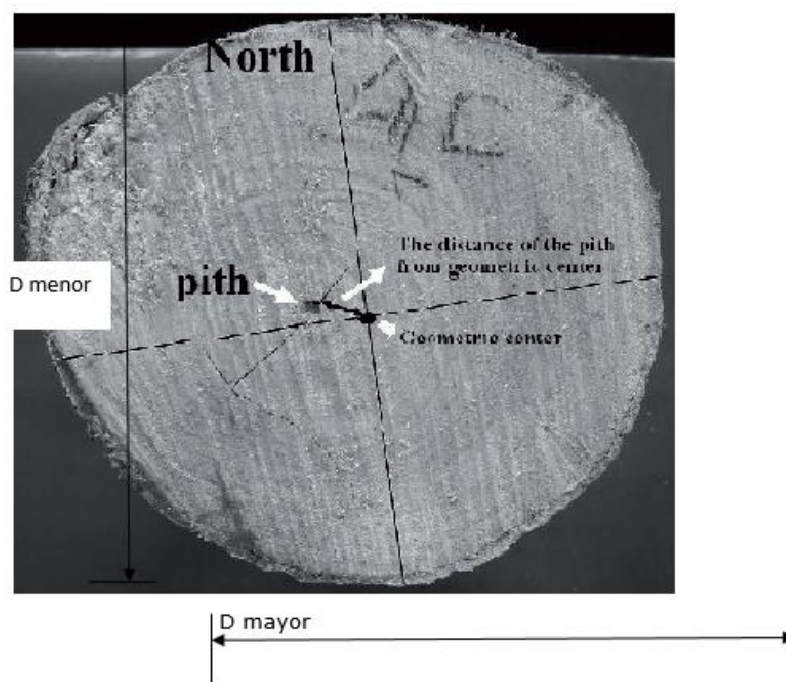 North
The distance of the pith
from geometric center
D menor
pith
Geometric center
D mayor